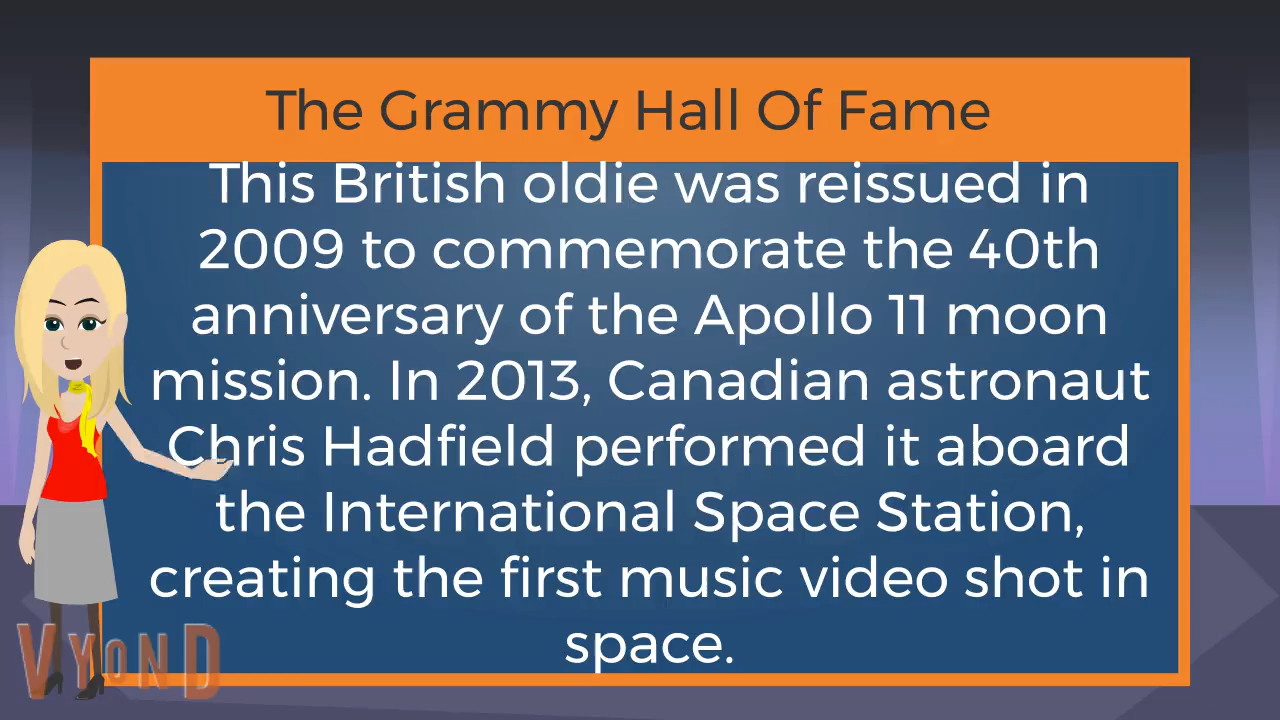 The Grammy Hall Of Fame
This British oldie was reissued in
2009 to commemorate the 40th
anniversary of the Apollo 11 moon
mission. In 2013, Canadian astronaut
Chris Hadfield performed it aboard
the International Space Station,
creating the first music video shot in
space.
VYOND